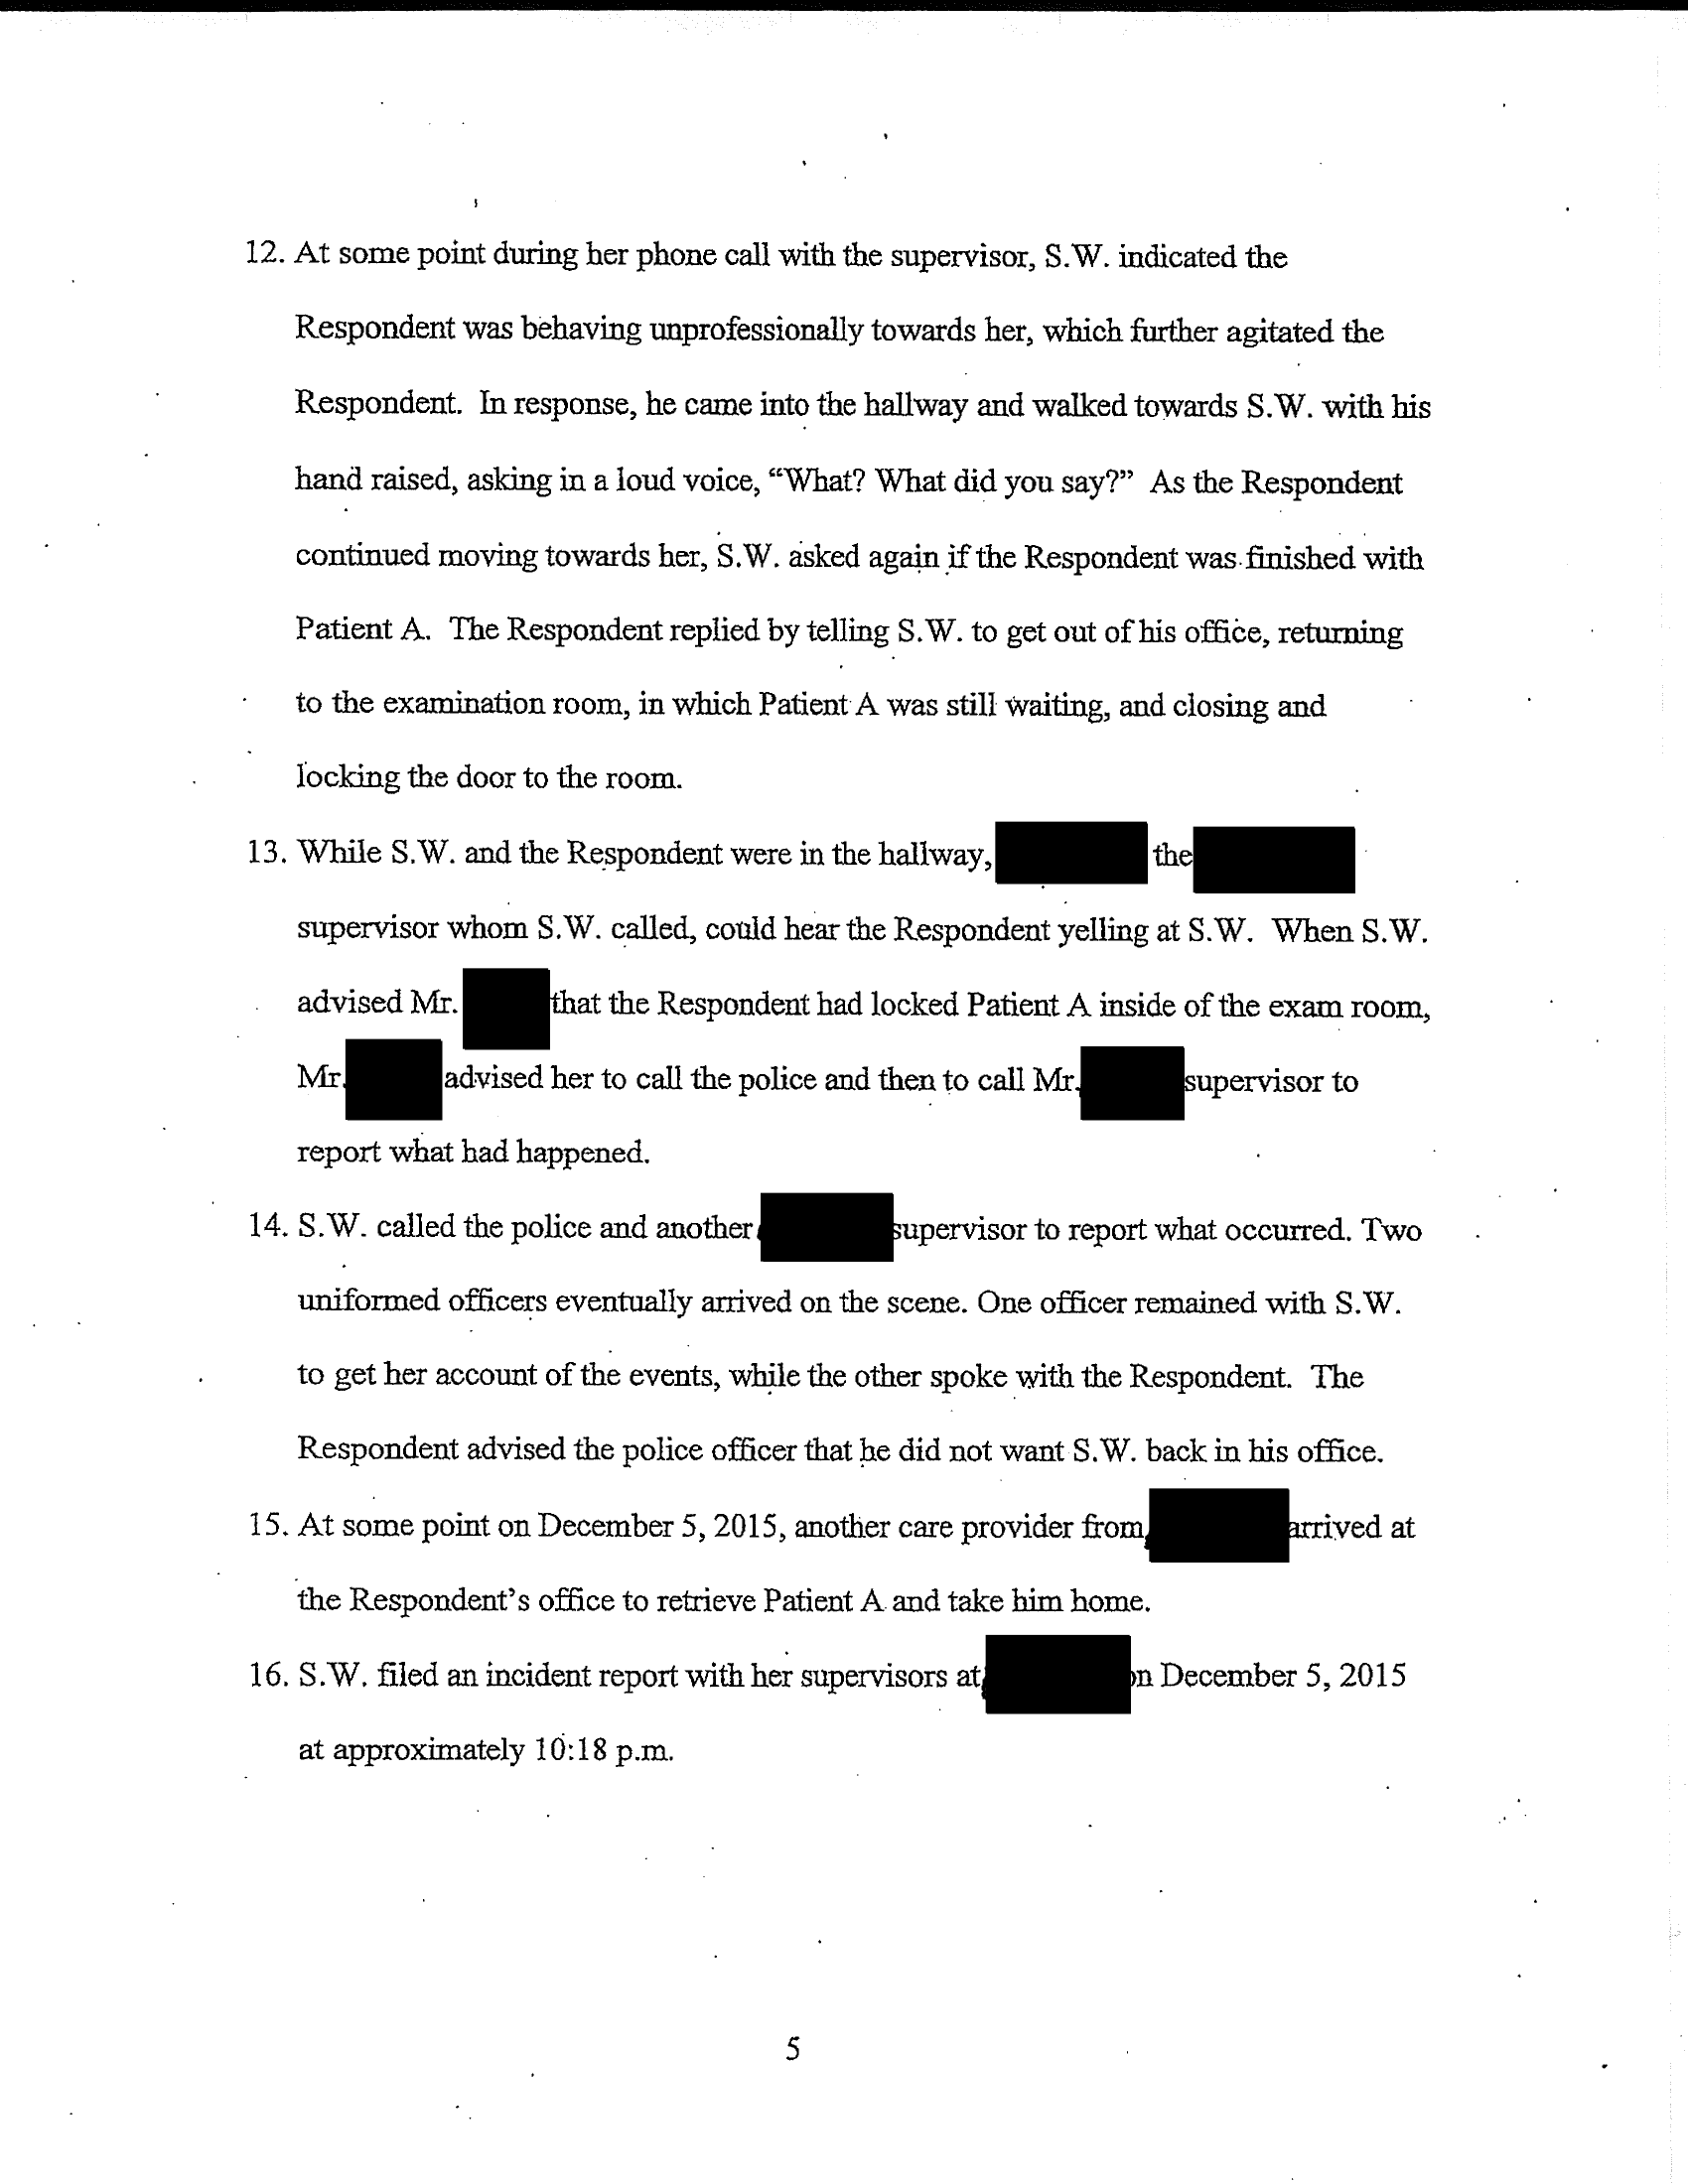 12. At some point during her phone call with the supervisor, S.W. indicated the
Respondent was behaving unprofessionally towards her, which further agitated the
Respondent. In response, he came into the hallway and walked towards S.W. with his
hand raised, asking in a loud voice, “What? What did you say?” As the Respondent
continued moving towards her, S.W. asked again if the Respondent was finished with
Patient A. The Respondent replied by telling S.W. to get out of his office, returning
to the examination room, in which Patient A was still waiting, and closing and
locking the door to the room.
13. While S.W. and the Respondent were in the hallway, the
supervisor whom S.W. called, could hear the Respondent yelling at S.W. When S.W.
advised Mr. that the Respondent had locked Patient A inside of the exam room,
Mr. advised her to call the police and then to call Mr. supervisor to
report what had happened.
14. S.W. called the police and another supervisor to report what occurred. Two
uniformed officers eventually arrived on the scene. One officer remained with S.W.
to get her account of the events, while the other spoke with the Respondent. The
Respondent advised the police officer that he did not want S.W. back in his office.
15. At some point on December 5, 2015, another care provider from arrived at
the Respondent’s office to retrieve Patient A and take him home.
16. S.W. filed an incident report with her supervisors at on December 5, 2015
at approximately 10:18 p.m.
5